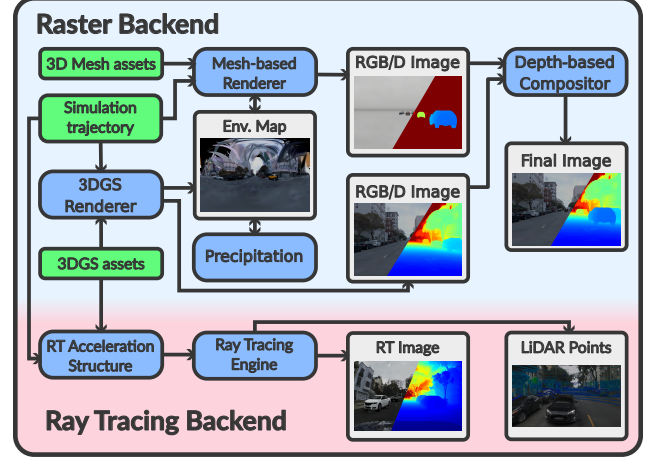 Raster Backend
3D Mesh assets
Mesh-based
Renderer
RGB/D Image
Depth-based
Compositor
Simulation
trajectory
Env. Map
Final Image
3DGS
Renderer
RGB/D Image
Precipitation
3DGS assets
RT Acceleration
Structure
Ray Tracing
Engine
RT Image
LiDAR Points
Ray Tracing Backend